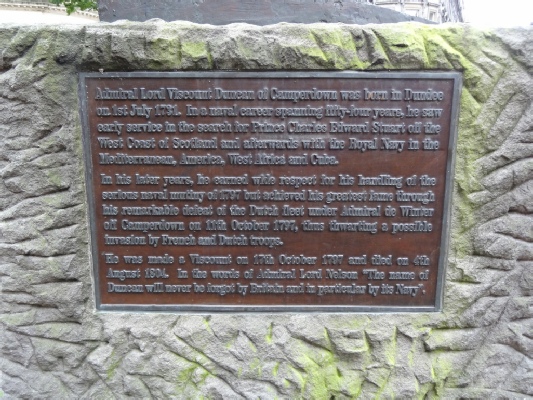 Admiral Lord Viscount Duncan of Camperdown was born in Dundee
on 1st July 1731. In a naval career spanning fifty-four years, he saw
early service in the search for Prince Charles Edward Stuart off the
West Coast of Scotland and afterwards with the Royal Navy in the
Mediterranean, America, West Africa and Cuba.
In his later years, he earned wide respect for his handling of the
serious naval mutiny of 1797 but achieved his greatest fame through
his remarkable defeat of the Dutch fleet under Admiral de Winter
off Camperdown on 11th October 1797, thus thwarting a possible
invasion by French and Dutch troops.
He was made a Viscount on 17th October 1797 and died on 4th
August 1804. In the words of Admiral Lord Nelson "The name of
Duncan will never be forgot by Britain and in particular by its Navy".